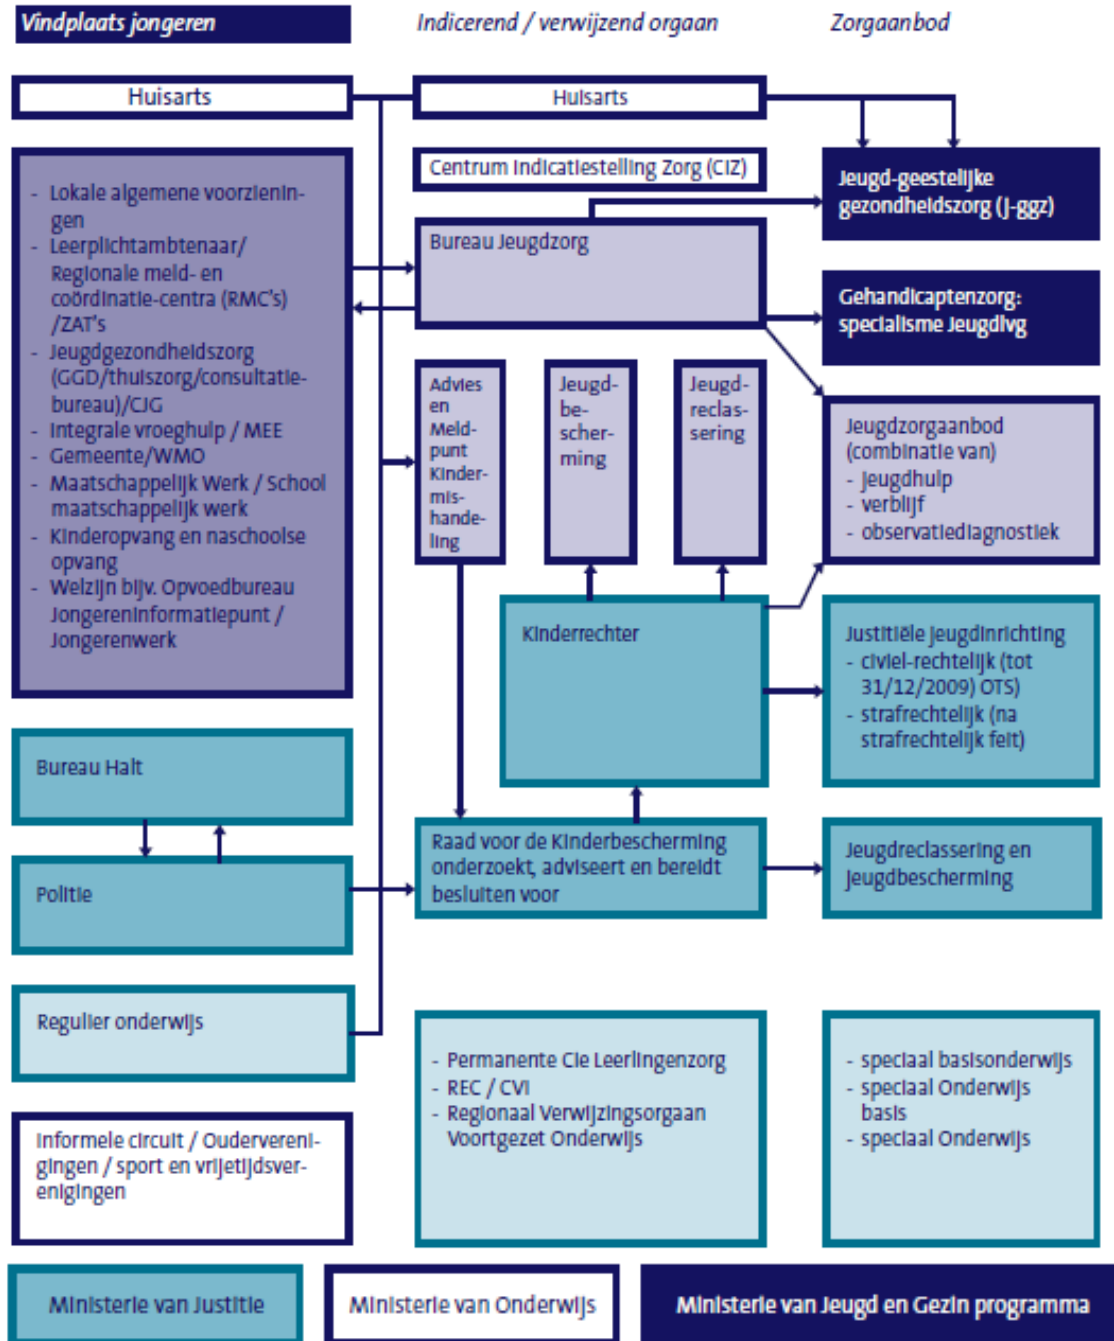 Vindplaats jongeren
Indicerend / verwijzend orgaan
Zorgaanbod
Huisarts
Huisarts
Centrum Indicatiestelling Zorg (CIZ)
Jeugd-geestelijke
gezondheidszorg (J-ggz)
- Lokale algemene voorzienin-
gen
- Leerplichtambtenaar/
Regionale meld- en
coördinatie-centra (RMC's)
/ZAT's
- Jeugdgezondheidszorg
(GGD/thuiszorg/consultatie-
bureau)/CJG
- Integrale vroeghulp / MEE
- Gemeente/WMO
- Maatschappelijk Werk / School
maatschappelijk werk
- Kinderopvang en naschoolse
opvang
- Welzijn bijv. Opvoedbureau
Jongereninformatiepunt /
Jongerenwerk
Bureau Jeugdzorg
Gehandicaptenzorg:
specialisme Jeugdlvg
Advies
en
Meld-
punt
Kinder-
mis-
hande-
ling
Jeugd-
be-
scher-
ming
Jeugd-
reclas-
sering
Jeugdzorgaanbod
(combinatie van)
- jeugdhulp
- verblijf
- observatiediagnostiek
Kinderrechter
Justitiële jeugdinrichting
- civiel-rechtelijk (tot
31/12/2009) OTS)
- strafrechtelijk (na
strafrechtelijk feit)
Bureau Halt
Politie
Raad voor de Kinderbescherming
onderzoekt, adviseert en bereidt
besluiten voor
Jeugdreclassering en
jeugdbescherming
Regulier onderwijs
- Permanente Cie Leerlingenzorg
- REC / CVI
- Regionaal Verwijzingsorgaan
Voortgezet Onderwijs
- speciaal basisonderwijs
- speciaal Onderwijs
basis
- speciaal Onderwijs
Informele circuit / Oudervereni-
gingen / sport en vrijetijdsver-
enigingen
Ministerie van Justitie
Ministerie van Onderwijs
Ministerie van Jeugd en Gezin programma